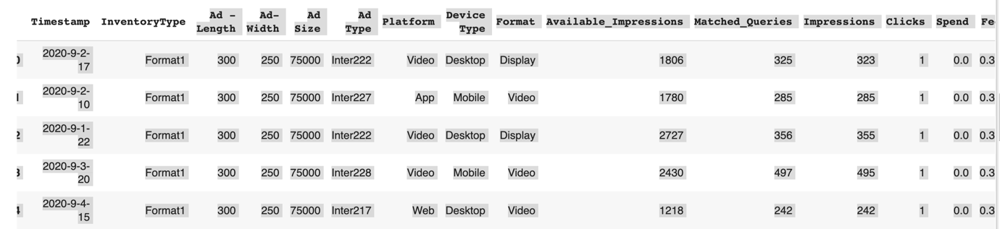 Timestamp InventoryType Ad - Length Ad- Width Ad Size Ad Type Platform Device Type Format Available_Impressions Matched_Queries Impressions Clicks Spend Fe
0 2020-9-2-17 Format1 300 250 75000 Inter222 Video Desktop Display 1806 325 323 1 0.0 0.3
1 2020-9-2-10 Format1 300 250 75000 Inter227 App Mobile Video 1780 285 285 1 0.0 0.3
2 2020-9-1-22 Format1 300 250 75000 Inter222 Video Desktop Display 2727 356 355 1 0.0 0.3
3 2020-9-3-20 Format1 300 250 75000 Inter228 Video Mobile Video 2430 497 495 1 0.0 0.3
4 2020-9-4-15 Format1 300 250 75000 Inter217 Web Desktop Video 1218 242 242 1 0.0 0.3